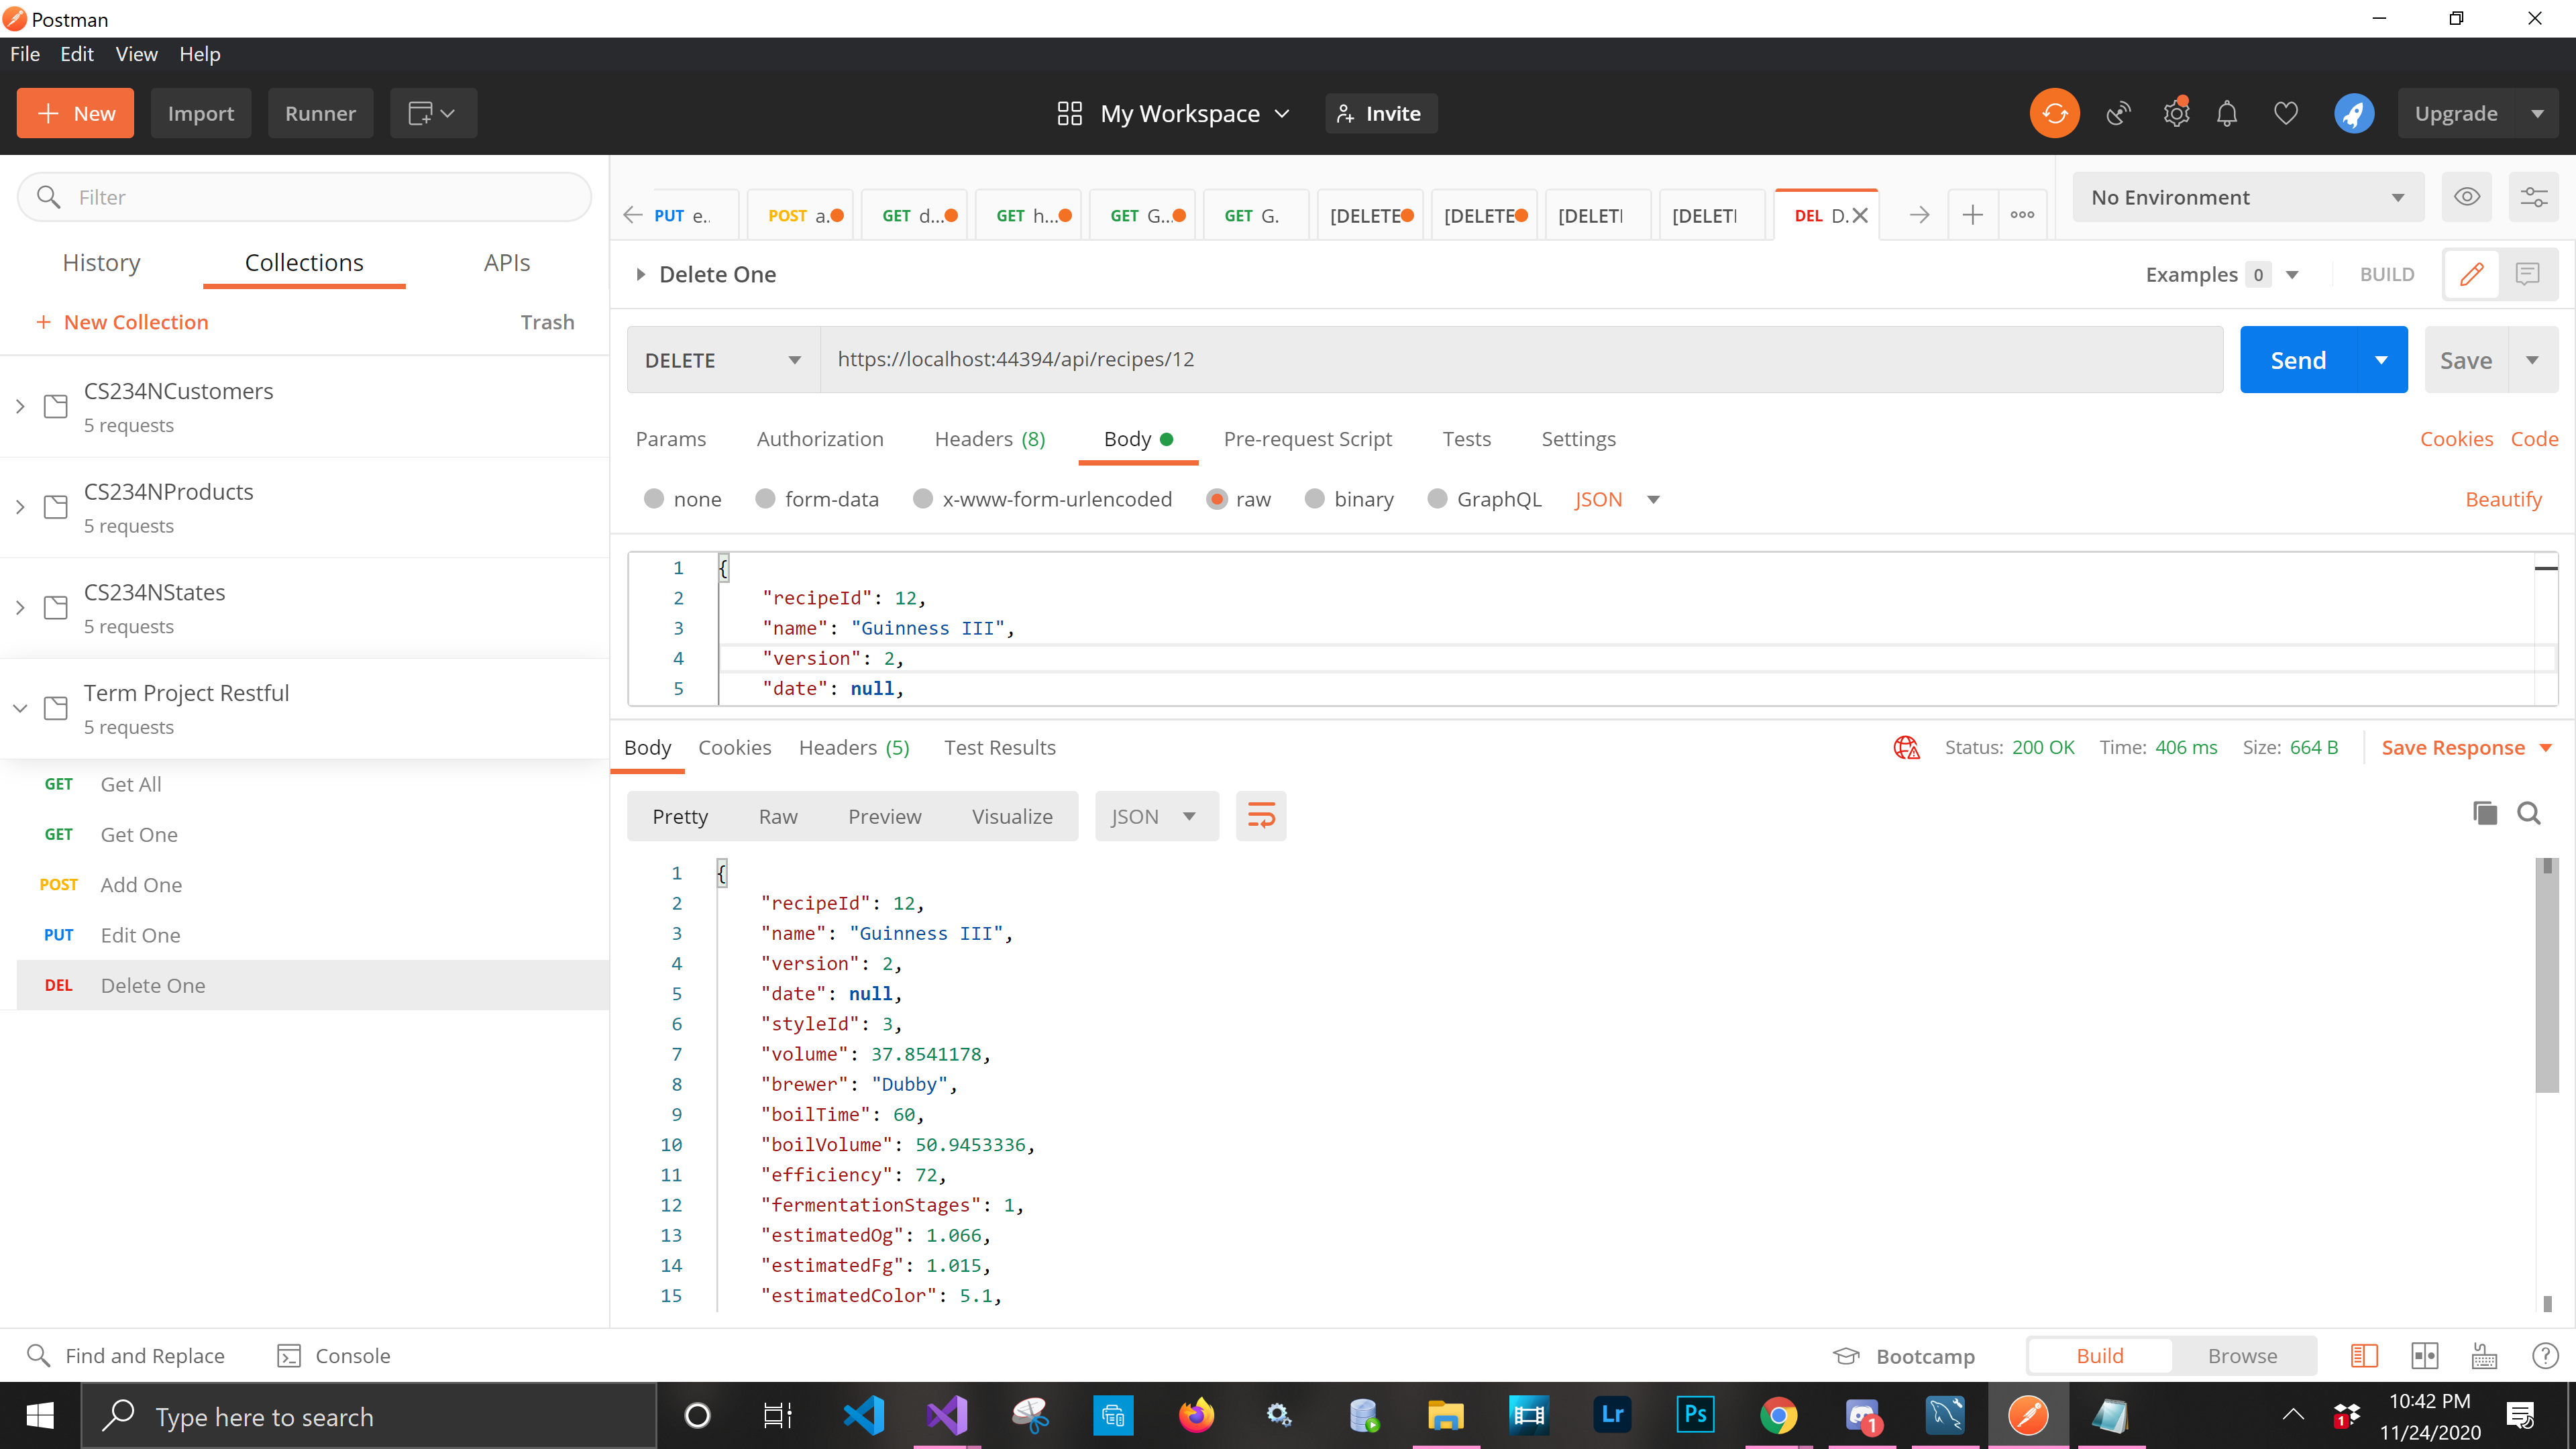 Postman
File Edit View Help
New Import Runner My Workspace Invite Upgrade
Filter
History Collections APIs
New Collection Trash
CS234NCustomers
5 requests
CS234NProducts
5 requests
CS234NStates
5 requests
Term Project Restful
5 requests
GET Get All
GET Get One
POST Add One
PUT Edit One
DEL Delete One
PUT e.. POST a.. GET d... GET h... GET G... GET G. [DELETE [DELETE [DELETI [DELETI DEL D..
No Environment
Delete One
Examples 0 BUILD
DELETE https://localhost:44394/api/recipes/12 Send Save
Params Authorization Headers (8) Body Pre-request Script Tests Settings Cookies Code
none form-data x-www-form-urlencoded raw binary GraphQL JSON Beautify
1 {
2 "recipeId": 12,
3 "name": "Guinness III",
4 "version": 2,
5 "date": null,
Body Cookies Headers (5) Test Results Status: 200 OK Time: 406 ms Size: 664 B Save Response
Pretty Raw Preview Visualize JSON
1 {
2 "recipeId": 12,
3 "name": "Guinness III",
4 "version": 2,
5 "date": null,
6 "styleId": 3,
7 "volume": 37.8541178,
8 "brewer": "Dubby",
9 "boilTime": 60,
10 "boilVolume": 50.9453336,
11 "efficiency": 72,
12 "fermentationStages": 1,
13 "estimatedOg": 1.066,
14 "estimatedFg": 1.015,
15 "estimatedColor": 5.1,
Find and Replace Console Bootcamp Build Browse
Type here to search
Lr Ps 1 1
10:42 PM
11/24/2020